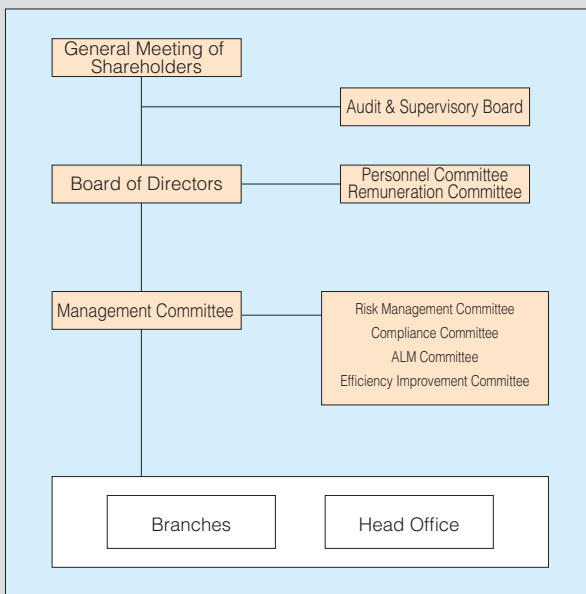 General Meeting of
Shareholders
Audit & Supervisory Board
Board of Directors
Personnel Committee
Remuneration Committee
Management Committee
Risk Management Committee
Compliance Committee
ALM Committee
Efficiency Improvement Committee
Branches
Head Office